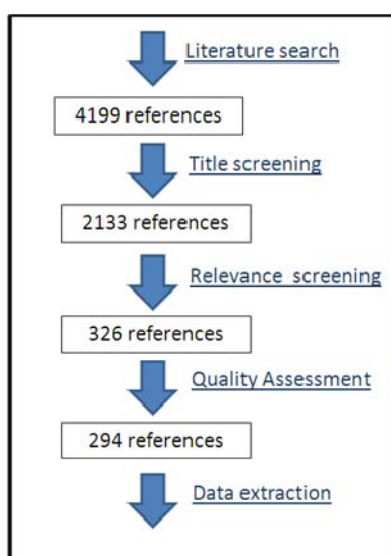 Literature search
4199 references
Title screening
2133 references
Relevance screening
326 references
Quality Assessment
294 references
Data extraction